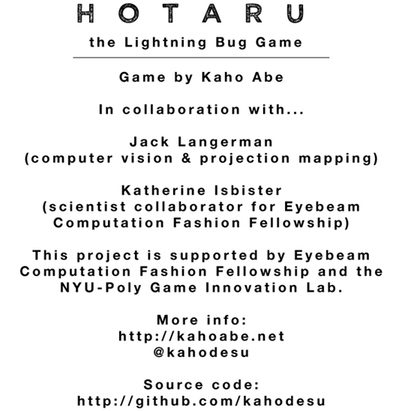 HOTARU
the Lightning Bug Game
Game by Kaho Abe
In collaboration with...
Jack Langerman
(computer vision & projection mapping)
Katherine Isbister
(scientist collaborator for Eyebeam
Computation Fashion Fellowship)
This project is supported by Eyebeam
Computation Fashion Fellowship and the
NYU-Poly Game Innovation Lab.
More info:
http://kahoabe.net
@kahodesu
Source code:
http://github.com/kahodesu